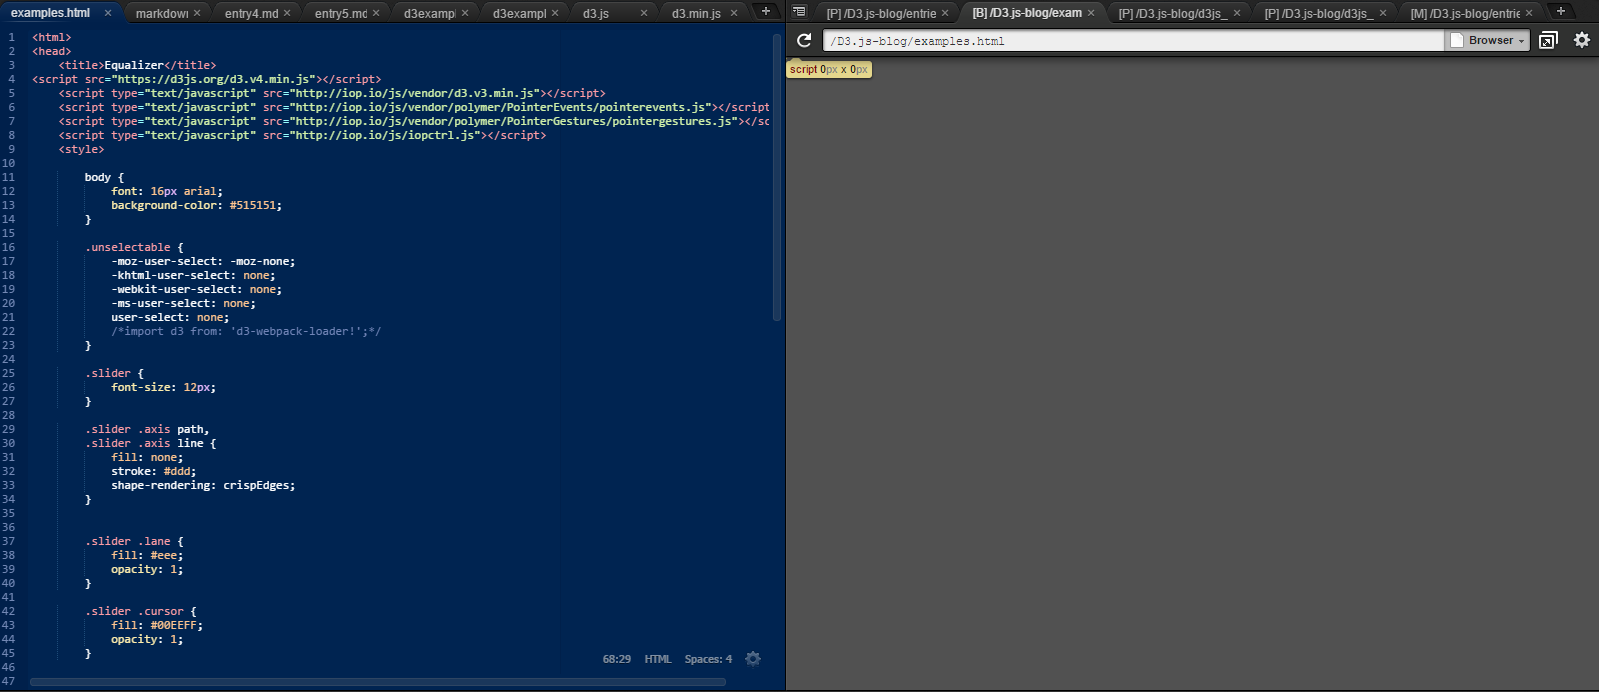 examples.html × markdown × entry4.md × entry5.md × d3exampl × d3exampl × d3.js × d3.min.js × +
[P] /D3.js-blog/entrie × [B] /D3.js-blog/exam × [P] /D3.js-blog/d3js_ × [P] /D3.js-blog/d3js_ × [M] /D3.js-blog/entrie × +
/D3.js-blog/examples.html Browser
script 0px x 0px
1 <html>
2 <head>
3 <title>Equalizer</title>
4 <script src="https://d3js.org/d3.v4.min.js"></script>
5 <script type="text/javascript" src="http://iop.io/js/vendor/d3.v3.min.js"></script>
6 <script type="text/javascript" src="http://iop.io/js/vendor/polymer/PointerEvents/pointerevents.js"></script
7 <script type="text/javascript" src="http://iop.io/js/vendor/polymer/PointerGestures/pointergestures.js"></sc
8 <script type="text/javascript" src="http://iop.io/js/iopctrl.js"></script>
9 <style>
10
11 body {
12 font: 16px arial;
13 background-color: #515151;
14 }
15
16 .unselectable {
17 -moz-user-select: -moz-none;
18 -khtml-user-select: none;
19 -webkit-user-select: none;
20 -ms-user-select: none;
21 user-select: none;
22 /*import d3 from: 'd3-webpack-loader!';*/
23 }
24
25 .slider {
26 font-size: 12px;
27 }
28
29 .slider .axis path,
30 .slider .axis line {
31 fill: none;
32 stroke: #ddd;
33 shape-rendering: crispEdges;
34 }
35
36
37 .slider .lane {
38 fill: #eee;
39 opacity: 1;
40 }
41
42 .slider .cursor {
43 fill: #00EEFF;
44 opacity: 1;
45 }
46
47
68:29 HTML Spaces: 4